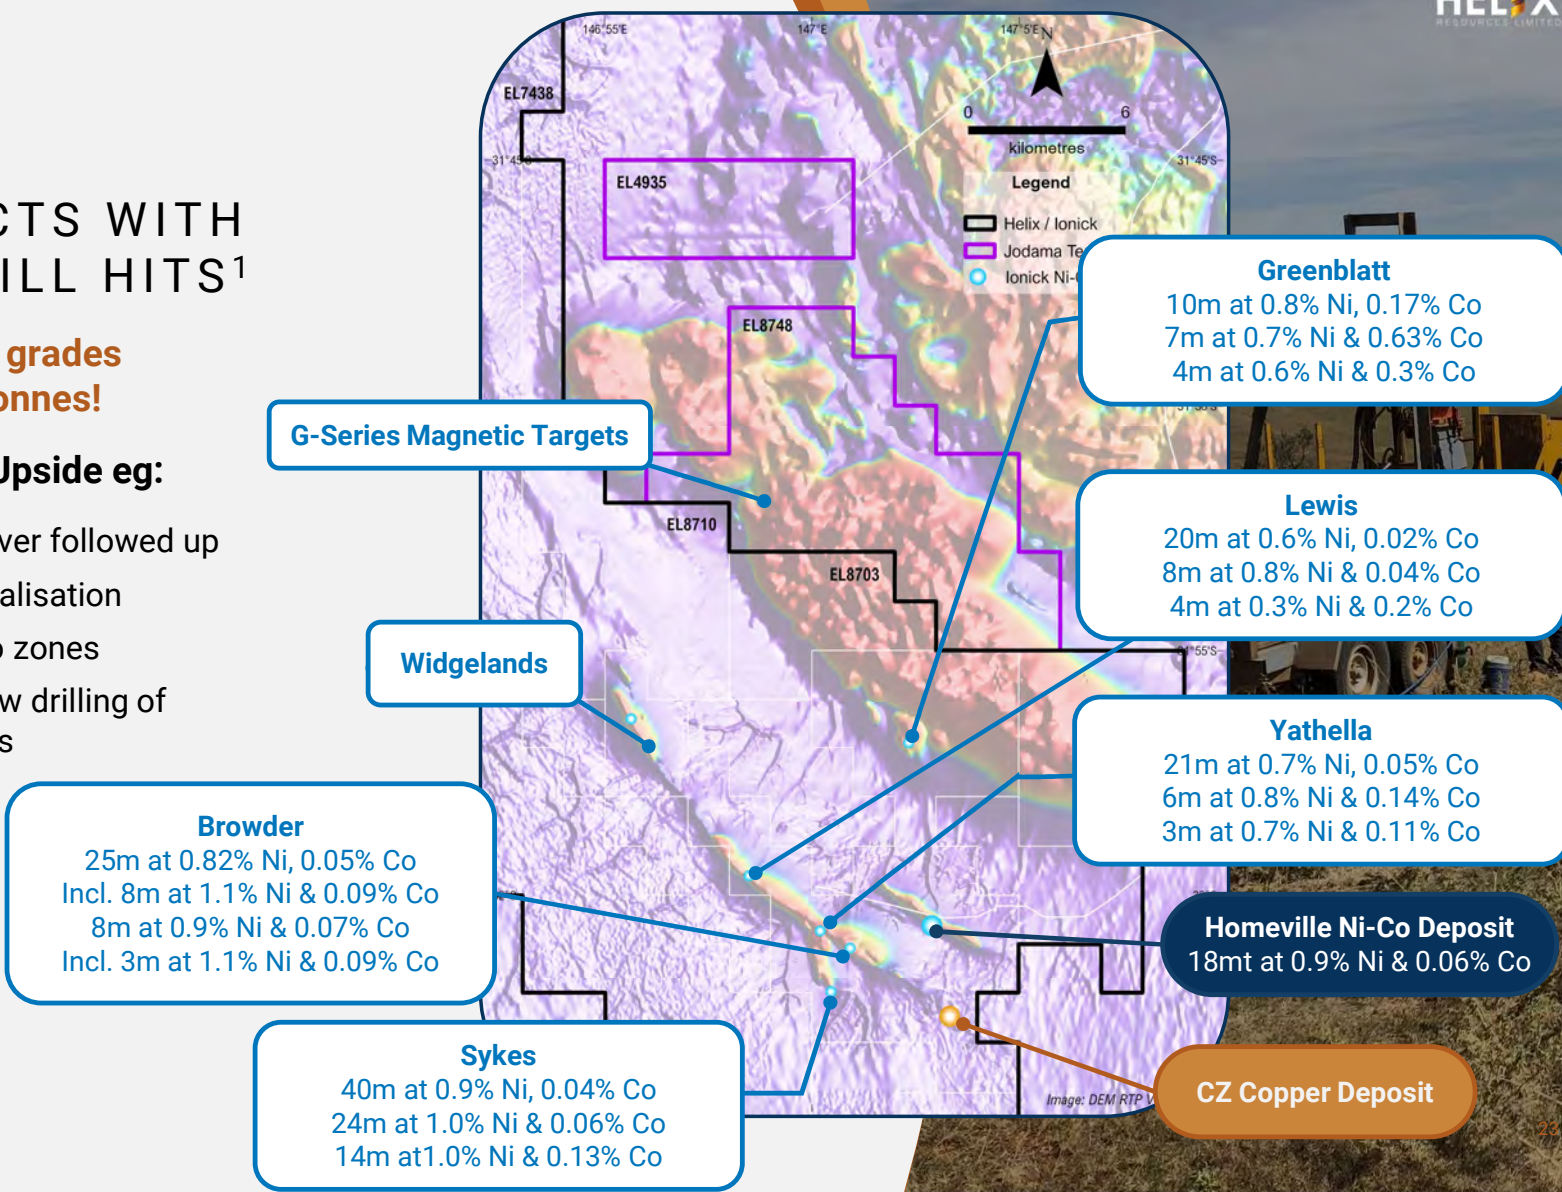 HELIX
RESOURCES LIMITED
WITH
HITS¹
grades
Upside eg:
followed up
zones
drilling of
146°55'E
147°E
147°5'E
N
EL7438
0
6
kilometres
31°45'S
31°45'S
Legend
Helix / Ionick
Jodama
Ionick
EL4935
EL8748
EL8710
EL8703
Greenblatt
10m at 0.8% Ni, 0.17% Co
7m at 0.7% Ni & 0.63% Co
4m at 0.6% Ni & 0.3% Co
G-Series Magnetic Targets
Lewis
20m at 0.6% Ni, 0.02% Co
8m at 0.8% Ni & 0.04% Co
4m at 0.3% Ni & 0.2% Co
Widgelands
Yathella
21m at 0.7% Ni, 0.05% Co
6m at 0.8% Ni & 0.14% Co
3m at 0.7% Ni & 0.11% Co
Browder
25m at 0.82% Ni, 0.05% Co
Incl. 8m at 1.1% Ni & 0.09% Co
8m at 0.9% Ni & 0.07% Co
Incl. 3m at 1.1% Ni & 0.09% Co
Homeville Ni-Co Deposit
18mt at 0.9% Ni & 0.06% Co
Sykes
40m at 0.9% Ni, 0.04% Co
24m at 1.0% Ni & 0.06% Co
14m at1.0% Ni & 0.13% Co
CZ Copper Deposit
Image: DEM RTP
23